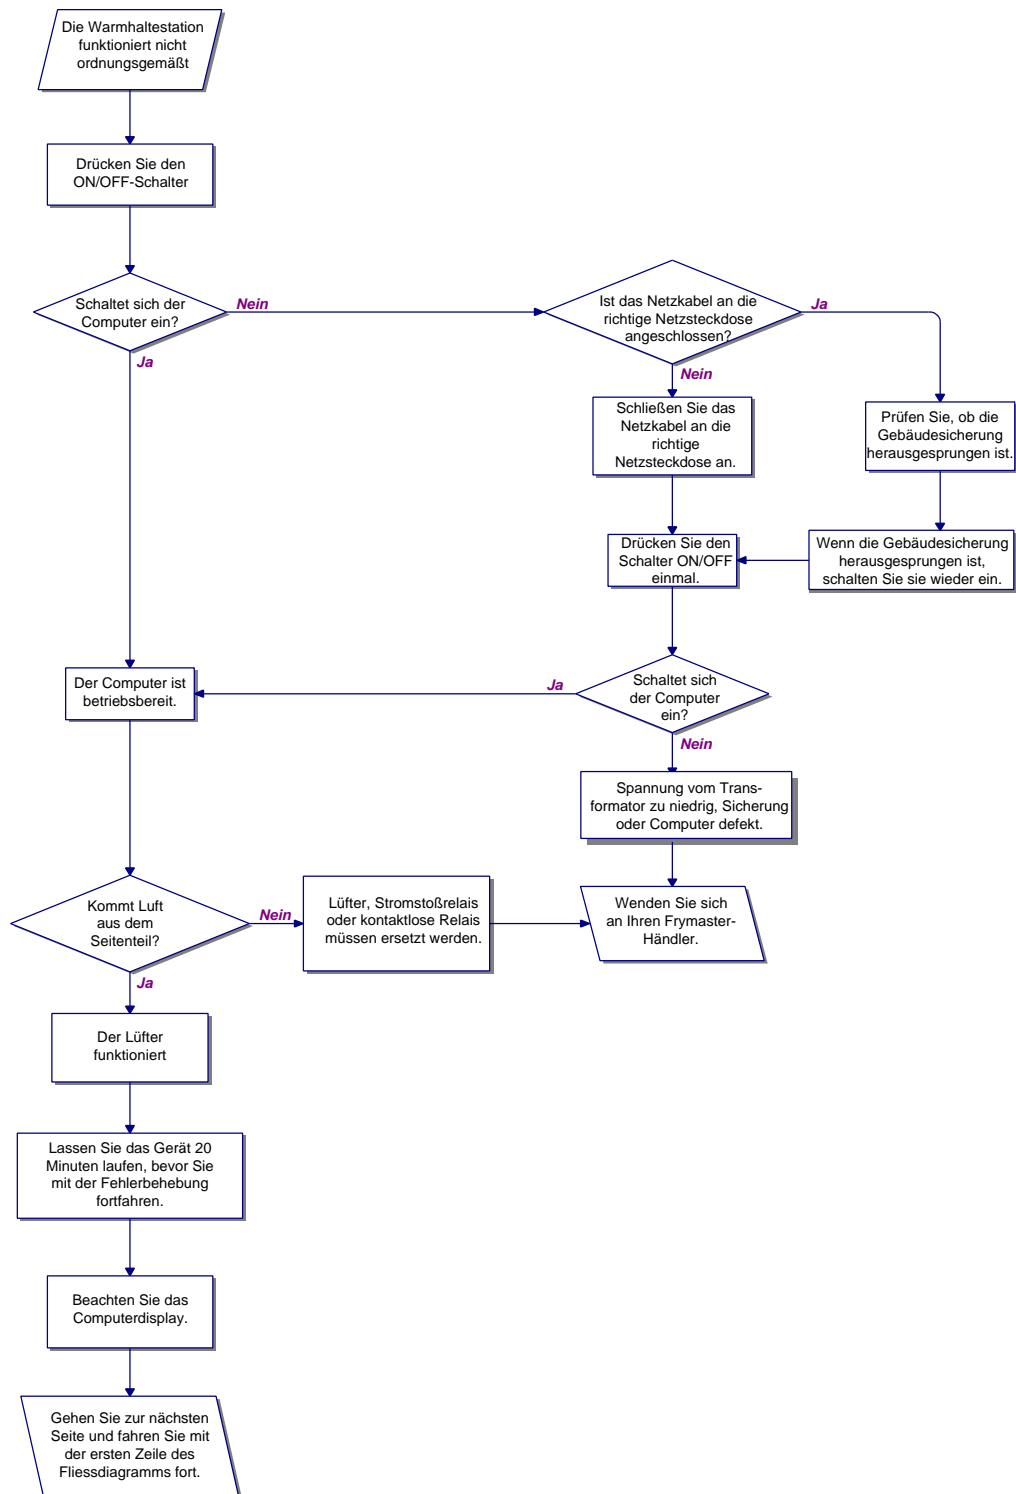 Die Warmhaltestation
funktioniert nicht
ordnungsgemäßt
Drücken Sie den
ON/OFF-Schalter
Schaltet sich der
Computer ein?
Nein
Ja
Ist das Netzkabel an die
richtige Netzsteckdose
angeschlossen?
Ja
Nein
Schließen Sie das
Netzkabel an die
richtige
Netzsteckdose an.
Prüfen Sie, ob die
Gebäudesicherung
herausgesprungen ist.
Drücken Sie den
Schalter ON/OFF
einmal.
Wenn die Gebäudesicherung
herausgesprungen ist,
schalten Sie sie wieder ein.
Der Computer ist
betriebsbereit.
Ja
Schaltet sich
der Computer
ein?
Nein
Spannung vom Trans-
formator zu niedrig, Sicherung
oder Computer defekt.
Kommt Luft
aus dem
Seitenteil?
Nein
Ja
Lüfter, Stromstoßrelais
oder kontaktlose Relais
müssen ersetzt werden.
Wenden Sie sich
an Ihren Frymaster-
Händler.
Der Lüfter
funktioniert
Lassen Sie das Gerät 20
Minuten laufen, bevor Sie
mit der Fehlerbehebung
fortfahren.
Beachten Sie das
Computerdisplay.
Gehen Sie zur nächsten
Seite und fahren Sie mit
der ersten Zeile des
Fliessdiagramms fort.